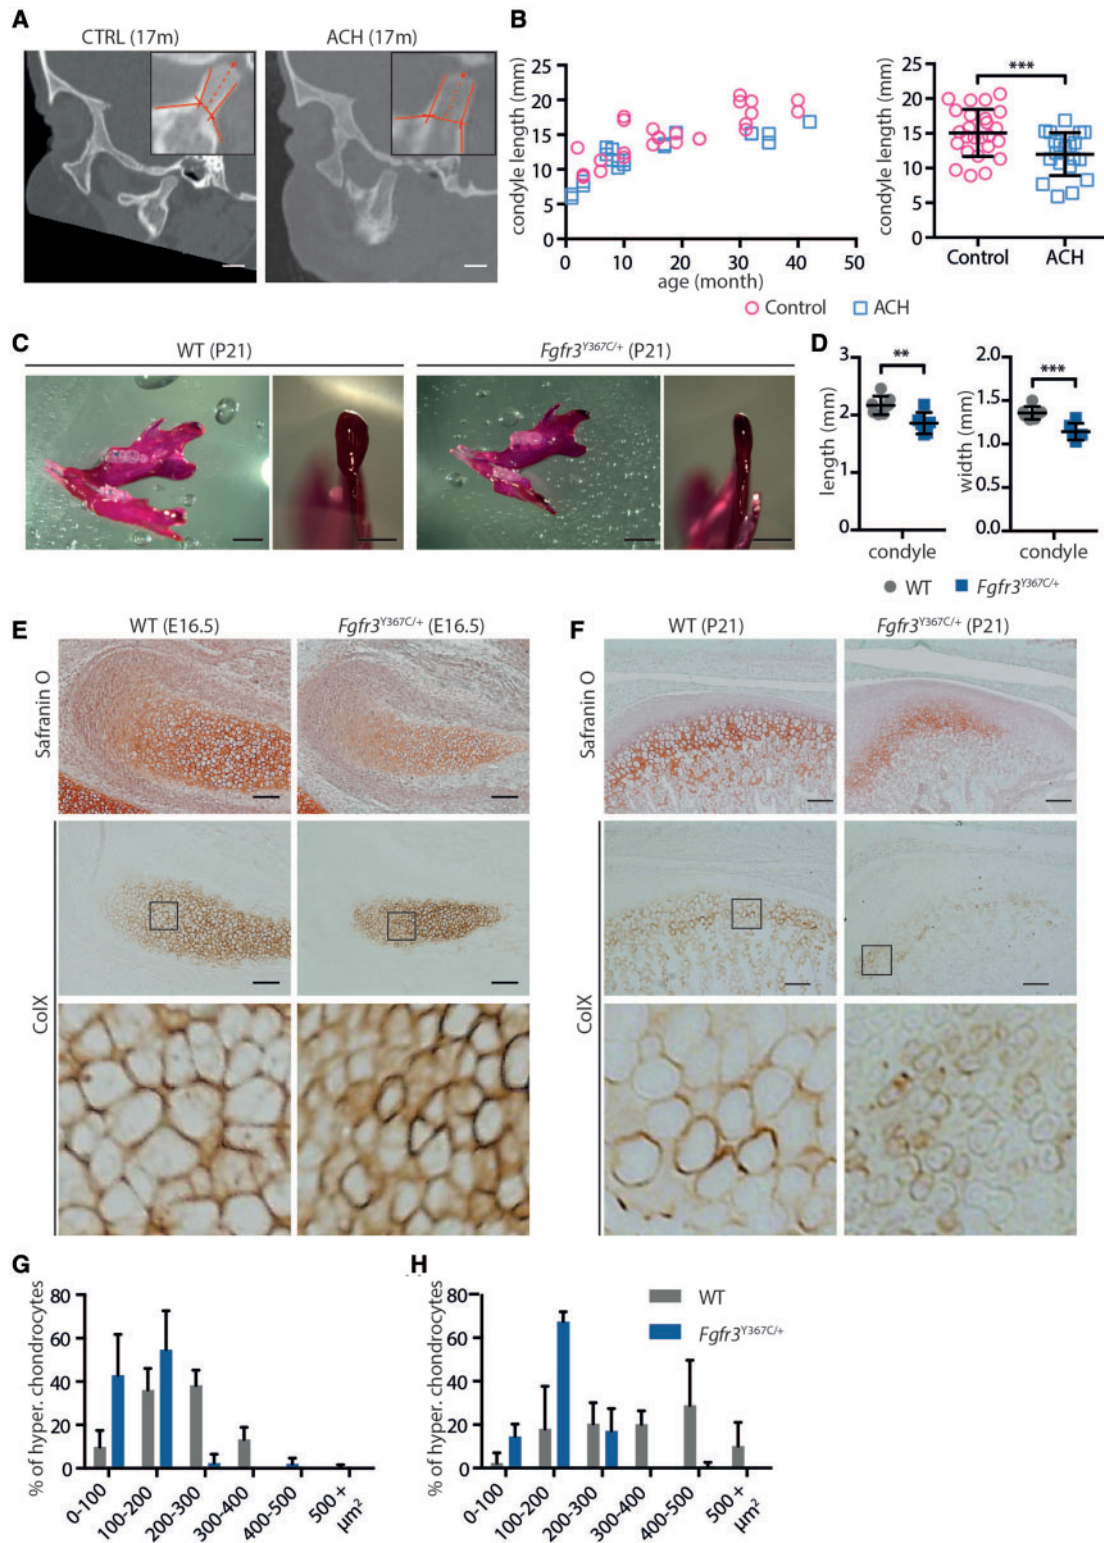 A
CTRL (17m)
ACH (17m)
B
condyle length (mm)
25
20
15
10
5
0
0
10
20
30
40
50
age (month)
condyle length (mm)
25
20
15
10
5
0
***
Control
ACH
Control
ACH
C
WT (P21)
Fgfr3Y367C/+ (P21)
D
length (mm)
3
2
1
0
**
condyle
width (mm)
2.0
1.5
1.0
0.5
0.0
***
condyle
WT
Fgfr3Y367C/+
E
WT (E16.5)
Fgfr3Y367C/+ (E16.5)
Safranin O
ColX
F
WT (P21)
Fgfr3Y367C/+ (P21)
Safranin O
ColX
G
% of hyper. chondrocytes
80
60
40
20
0
0-100
100-200
200-300
300-400
400-500
500 +
µm²
H
% of hyper. chondrocytes
80
60
40
20
0
0-100
100-200
200-300
300-400
400-500
500 +
µm²
WT
Fgfr3Y367C/+